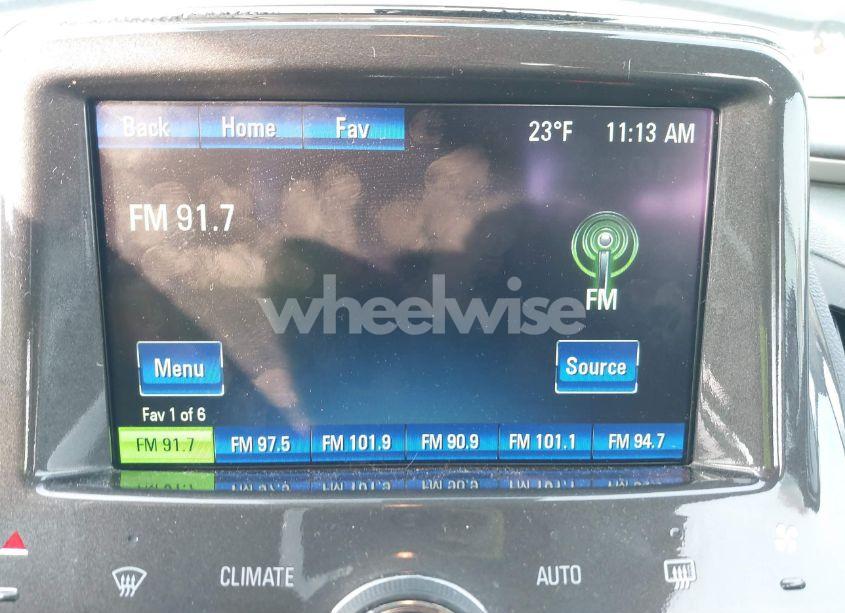 Back Home Fav 23°F 11:13 AM
FM 91.7
FM
wheelwise
Menu Source
Fav 1 of 6
FM 91.7 FM 97.5 FM 101.9 FM 90.9 FM 101.1 FM 94.7
CLIMATE AUTO